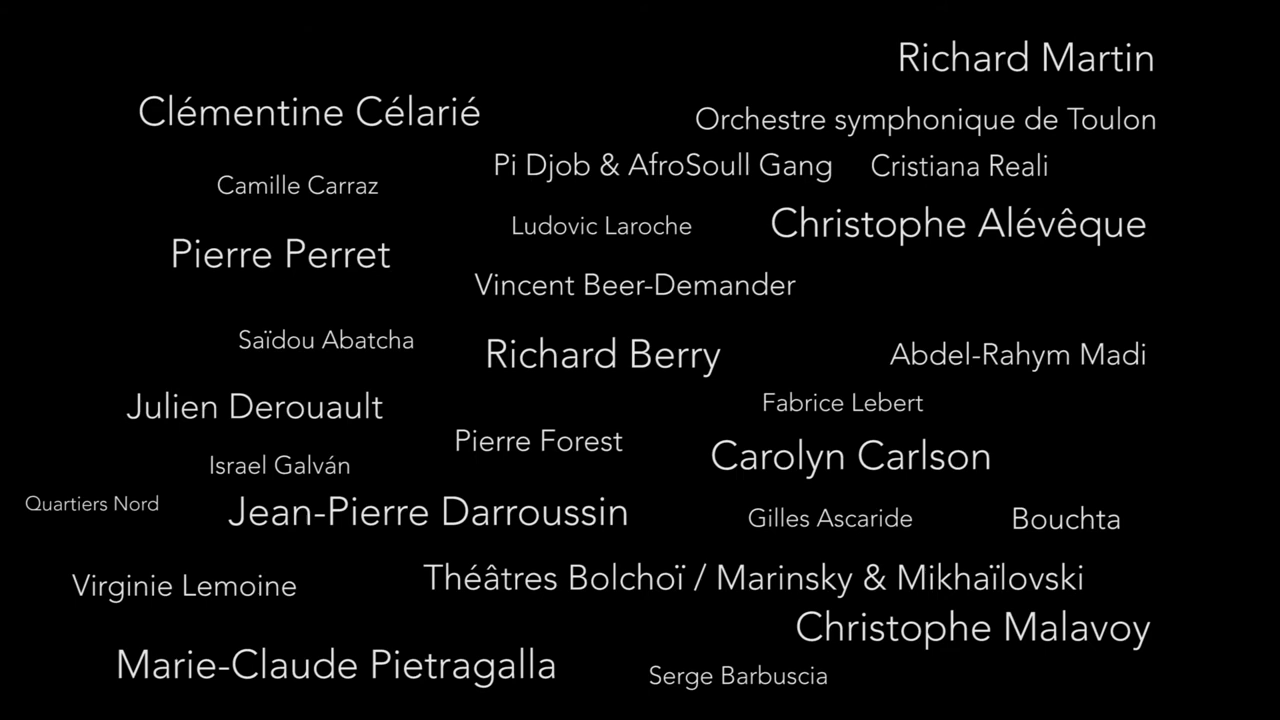 Richard Martin
Clémentine Célarié
Orchestre symphonique de Toulon
Pi Djob & AfroSoull Gang
Cristiana Reali
Camille Carraz
Ludovic Laroche
Christophe Alévêque
Pierre Perret
Vincent Beer-Demander
Saïdou Abatcha
Richard Berry
Abdel-Rahym Madi
Julien Derouault
Fabrice Lebert
Pierre Forest
Carolyn Carlson
Israel Galván
Quartiers Nord
Jean-Pierre Darroussin
Gilles Ascaride
Bouchta
Virginie Lemoine
Théâtres Bolchoï / Marinsky & Mikhaïlovski
Christophe Malavoy
Marie-Claude Pietragalla
Serge Barbuscia